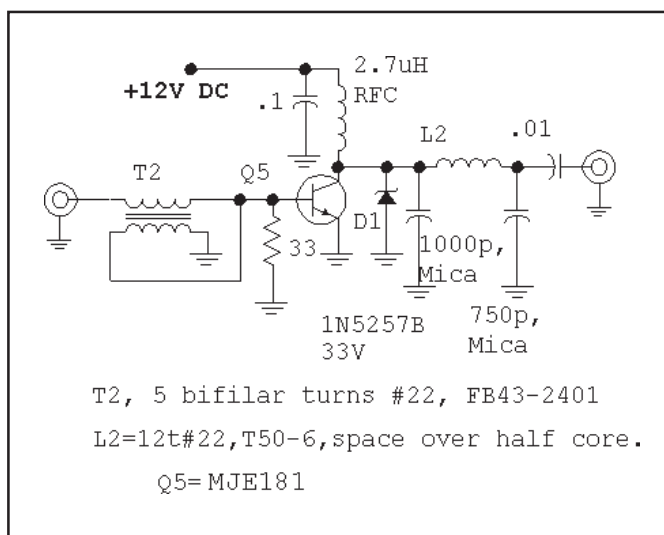 2.7uH
RFC
+12V DC
.1
L2
.01
T2
Q5
33
D1
1000p,
Mica
1N5257B
33V
750p,
Mica
T2, 5 bifilar turns #22, FB43-2401
L2=12t#22,T50-6,space over half core.
Q5=MJE181